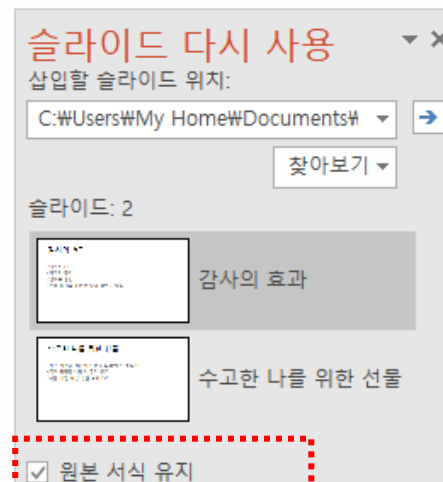 슬라이드 다시 사용
삽입할 슬라이드 위치:
C:₩Users₩My Home₩Documents₩
찾아보기
슬라이드: 2
감사의 효과
수고한 나를 위한 선물
원본 서식 유지